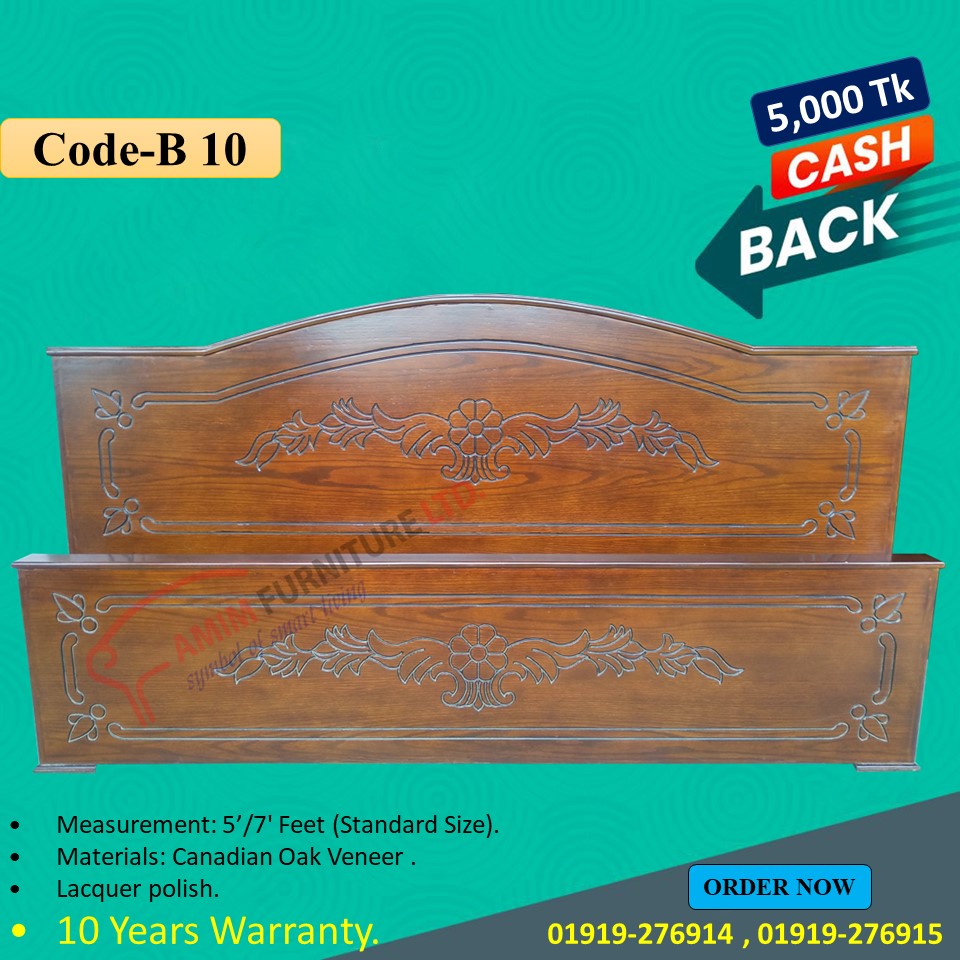 5,000 Tk
CASH
BACK
Code-B 10
AMIN FURNITURE LTD.
symbol of smart living
• Measurement: 5’/7' Feet (Standard Size).
• Materials: Canadian Oak Veneer .
• Lacquer polish.
• 10 Years Warranty.
ORDER NOW
01919-276914 , 01919-276915